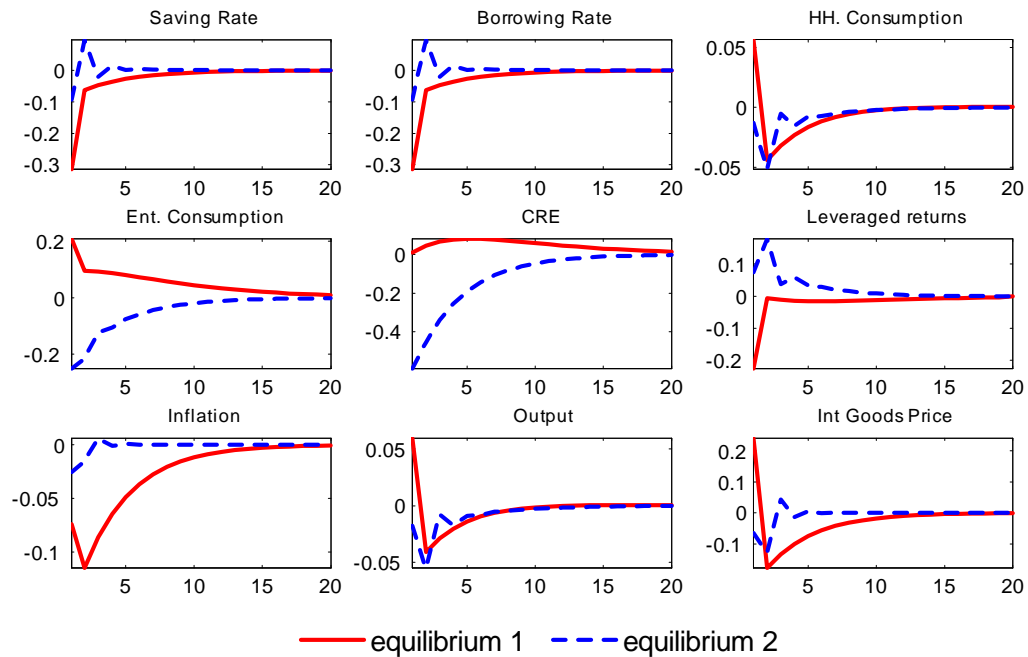 Saving Rate
Borrowing Rate
HH. Consumption
0
-0.1
-0.2
-0.3
5 10 15 20
0
-0.1
-0.2
-0.3
5 10 15 20
0.05
0
-0.05
5 10 15 20
Ent. Consumption
CRE
Leveraged returns
0.2
0
-0.2
5 10 15 20
0
-0.2
-0.4
5 10 15 20
0.1
0
-0.1
-0.2
5 10 15 20
Inflation
Output
Int Goods Price
0
-0.05
-0.1
5 10 15 20
0.05
0
-0.05
5 10 15 20
0.2
0.1
0
-0.1
5 10 15 20
equilibrium 1
equilibrium 2